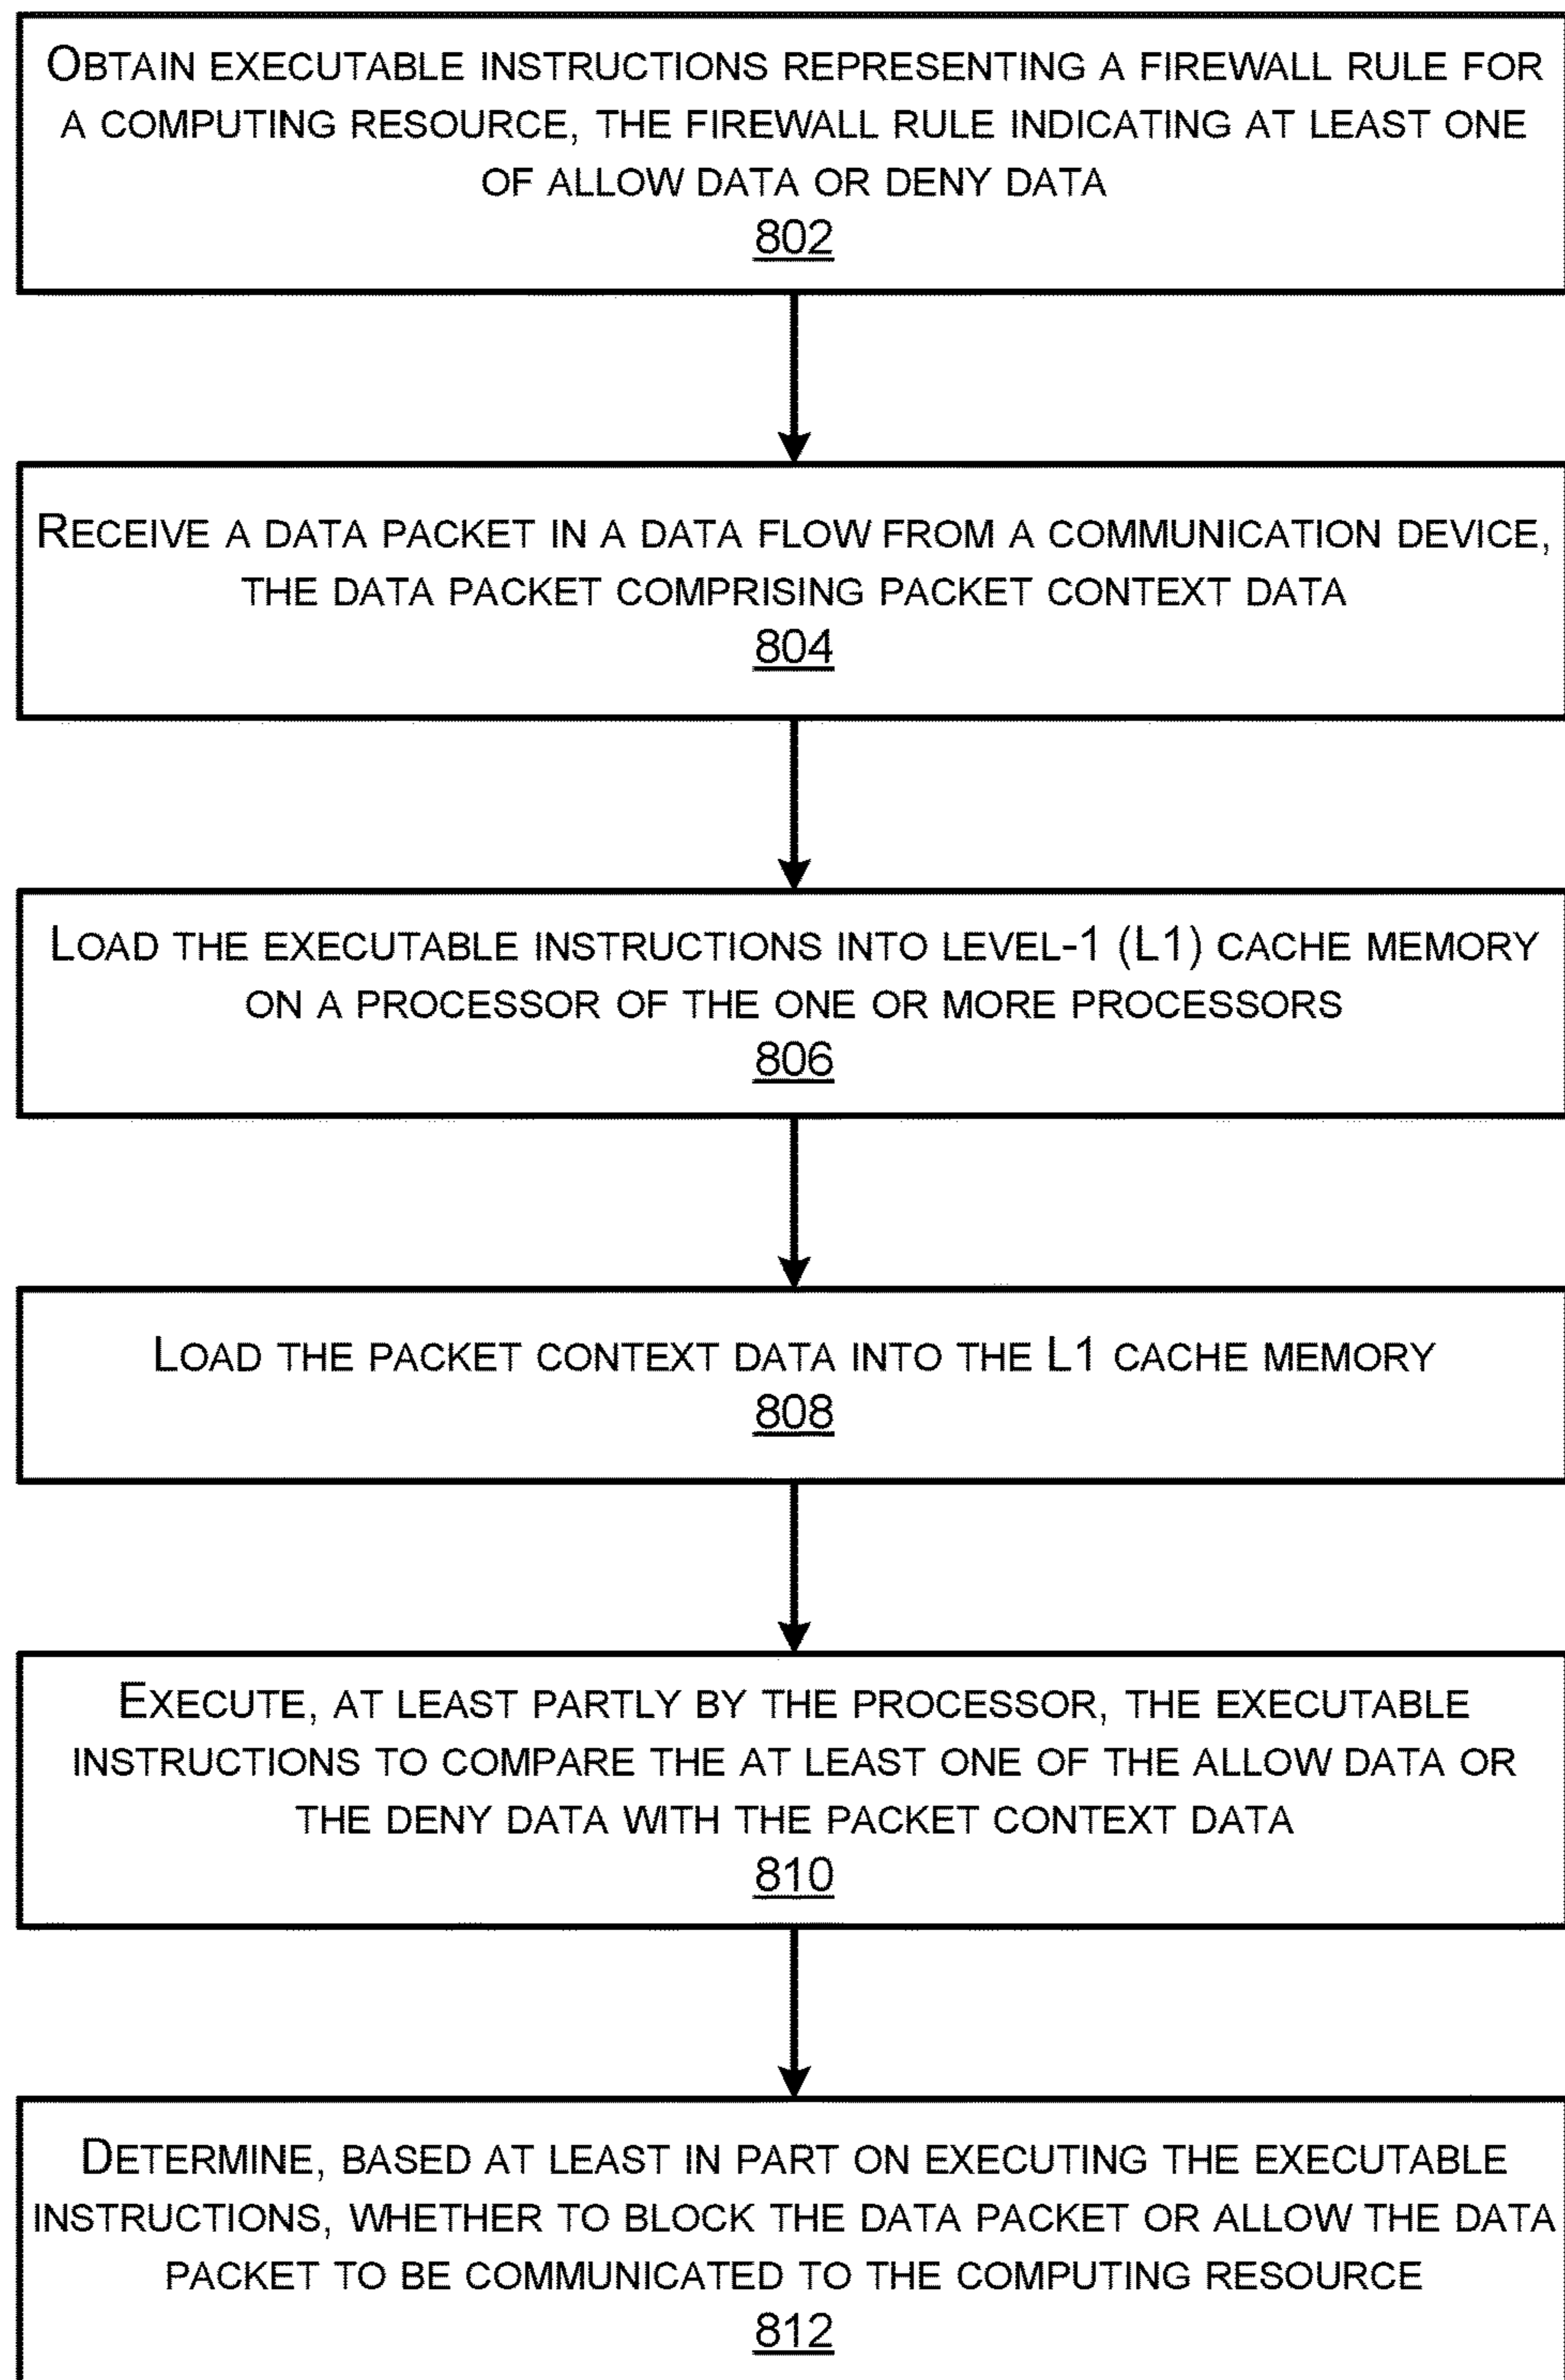 OBTAIN EXECUTABLE INSTRUCTIONS REPRESENTING A FIREWALL RULE FOR
A COMPUTING RESOURCE, THE FIREWALL RULE INDICATING AT LEAST ONE
OF ALLOW DATA OR DENY DATA
802
RECEIVE A DATA PACKET IN A DATA FLOW FROM A COMMUNICATION DEVICE,
THE DATA PACKET COMPRISING PACKET CONTEXT DATA
804
LOAD THE EXECUTABLE INSTRUCTIONS INTO LEVEL-1 (L1) CACHE MEMORY
ON A PROCESSOR OF THE ONE OR MORE PROCESSORS
806
LOAD THE PACKET CONTEXT DATA INTO THE L1 CACHE MEMORY
808
EXECUTE, AT LEAST PARTLY BY THE PROCESSOR, THE EXECUTABLE
INSTRUCTIONS TO COMPARE THE AT LEAST ONE OF THE ALLOW DATA OR
THE DENY DATA WITH THE PACKET CONTEXT DATA
810
DETERMINE, BASED AT LEAST IN PART ON EXECUTING THE EXECUTABLE
INSTRUCTIONS, WHETHER TO BLOCK THE DATA PACKET OR ALLOW THE DATA
PACKET TO BE COMMUNICATED TO THE COMPUTING RESOURCE
812